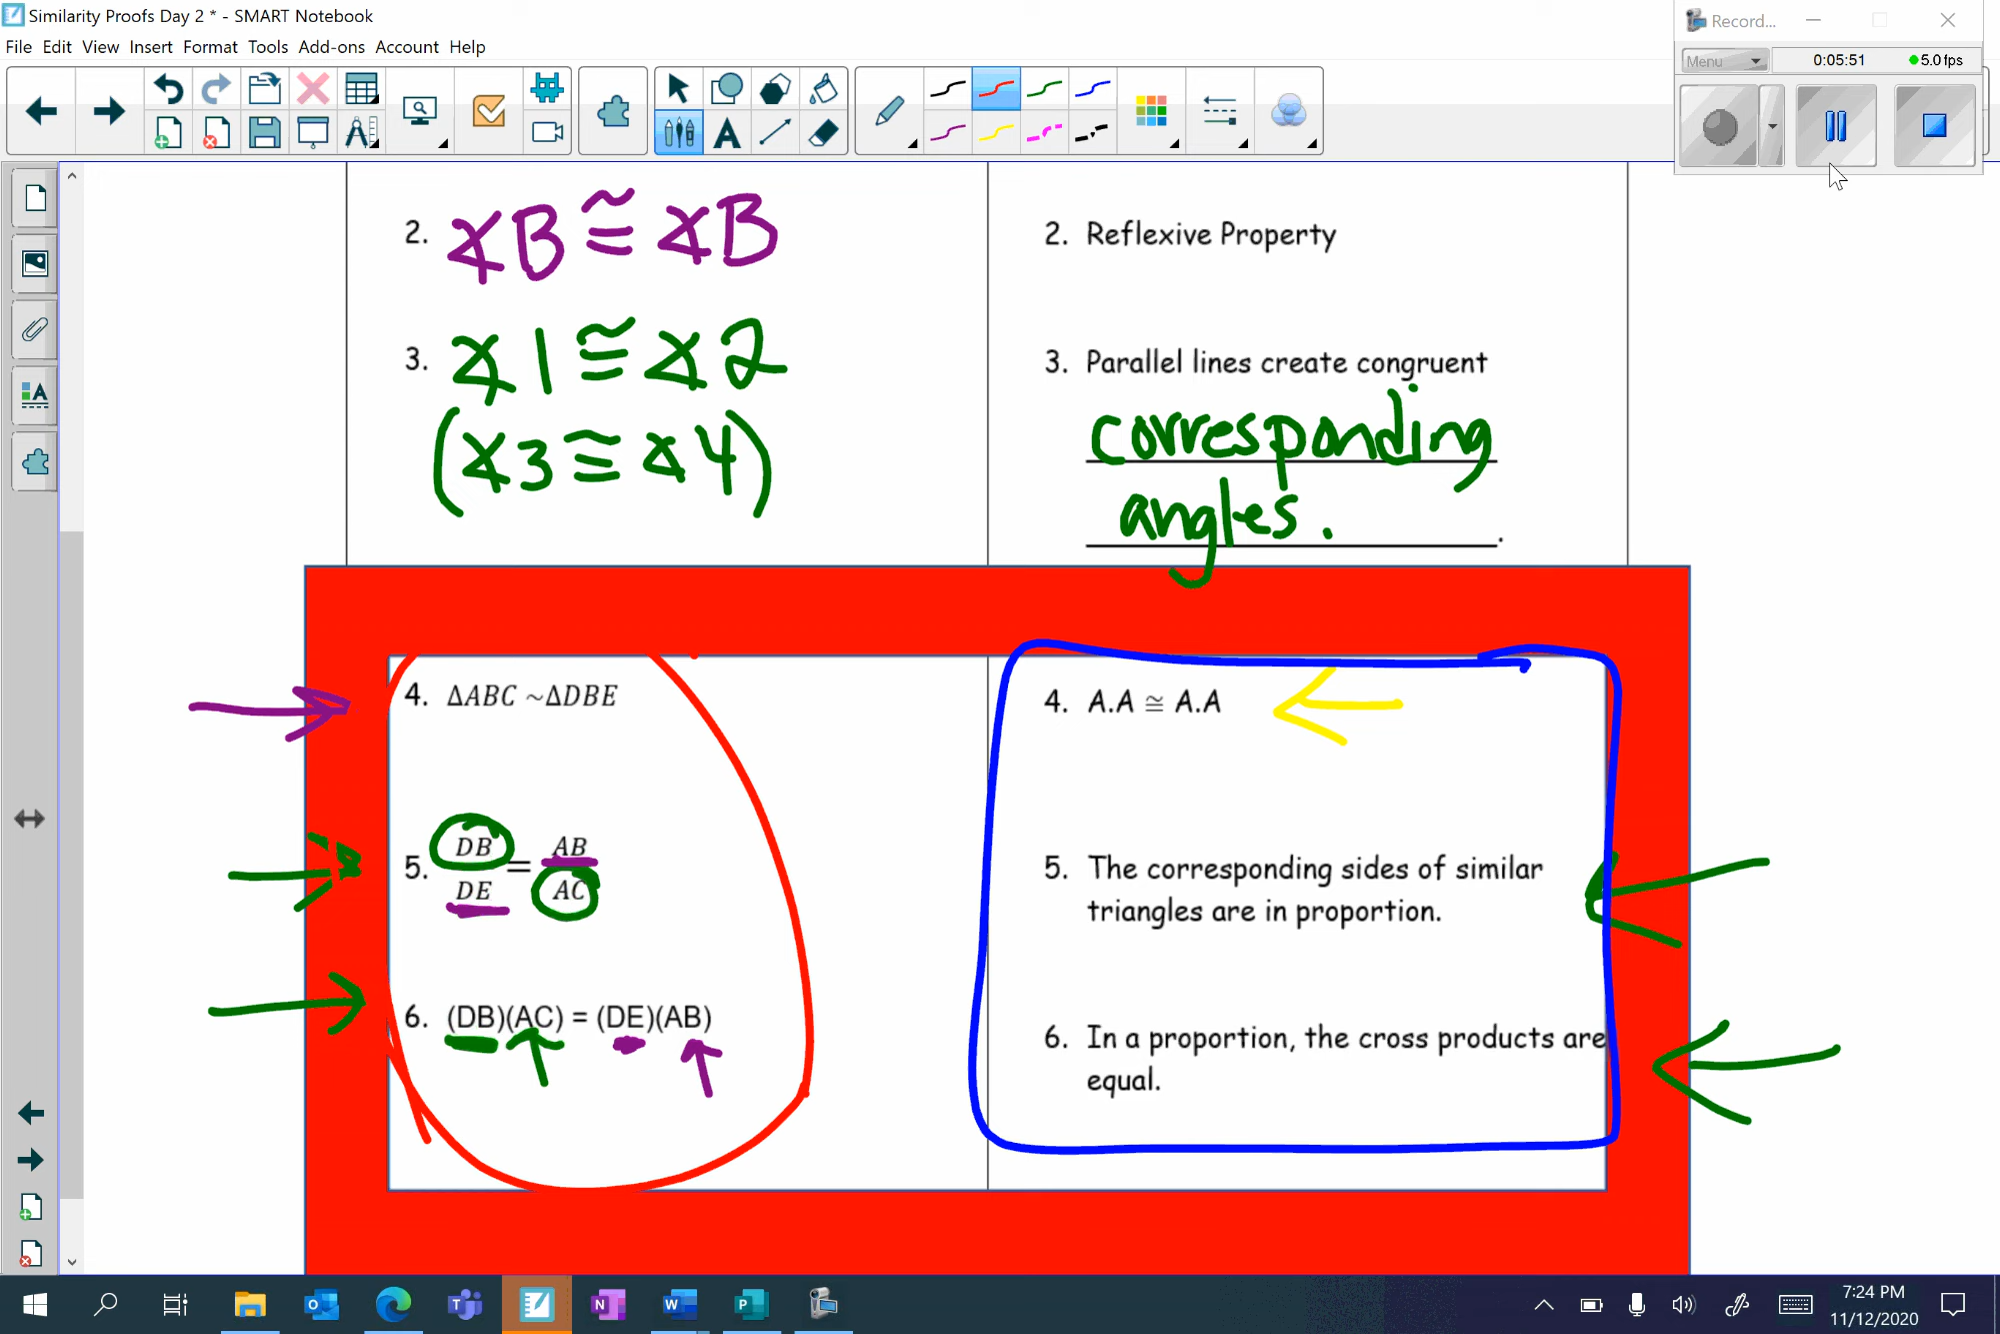 Similarity Proofs Day 2 * - SMART Notebook
File Edit View Insert Format Tools Add-ons Account Help
Record...
Menu 0:05:51 5.0 fps
2. ∡B ≅ ∡B
2. Reflexive Property
3. ∡1 ≅ ∡2
(∡3 ≅ ∡4)
3. Parallel lines create congruent
corresponding
angles. .
4. ΔABC ~ΔDBE
4. A.A ≅ A.A
5. DB/DE = AB/AC
5. The corresponding sides of similar
triangles are in proportion.
6. (DB)(AC) = (DE)(AB)
6. In a proportion, the cross products are
equal.
7:24 PM
11/12/2020